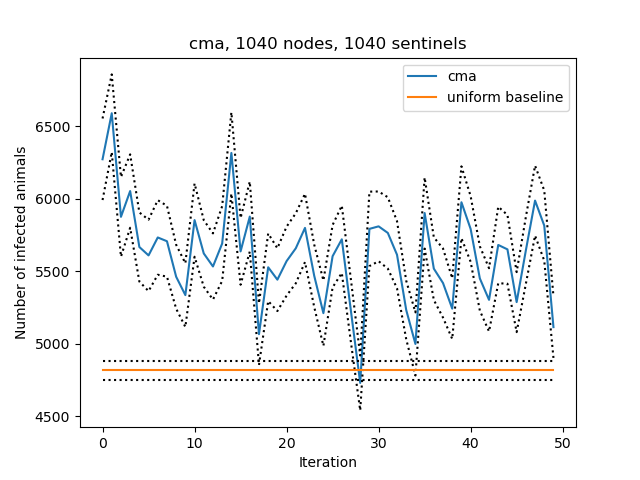 cma, 1040 nodes, 1040 sentinels
cma
uniform baseline
Number of infected animals
6500
6000
5500
5000
4500
0 10 20 30 40 50
Iteration